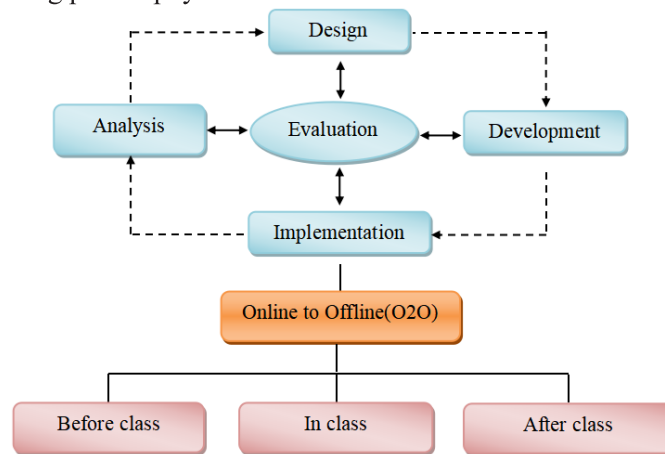 Design
Analysis
Evaluation
Development
Implementation
Online to Offline(O2O)
Before class
In class
After class